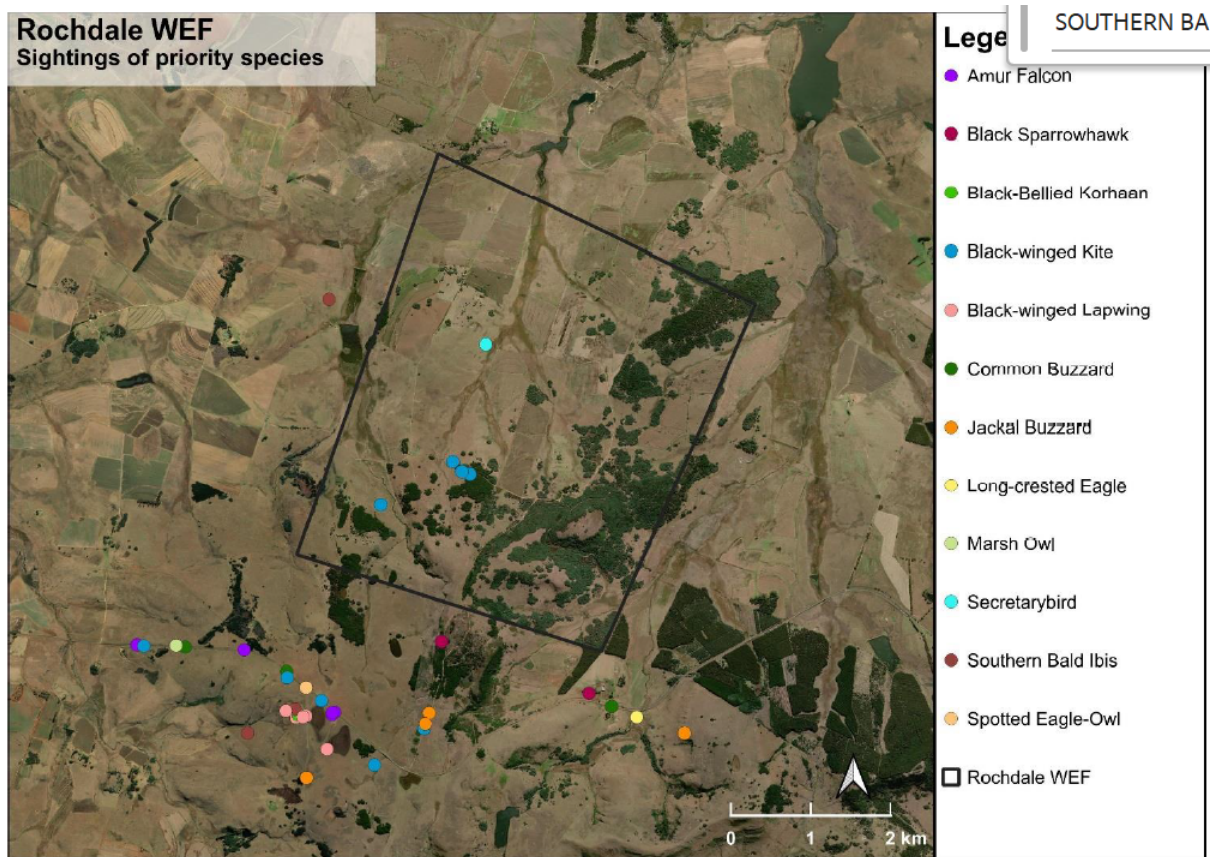 Rochdale WEF
Sightings of priority species
Lege
SOUTHERN BA
Amur Falcon
Black Sparrowhawk
Black-Bellied Korhaan
Black-winged Kite
Black-winged Lapwing
Common Buzzard
Jackal Buzzard
Long-crested Eagle
Marsh Owl
Secretarybird
Southern Bald Ibis
Spotted Eagle-Owl
Rochdale WEF
0 1 2 km